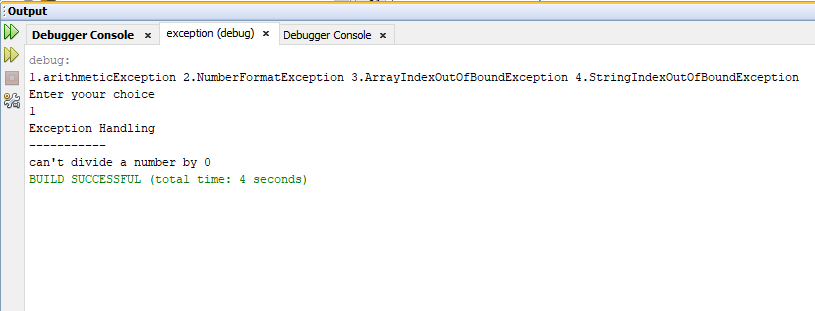 Output
Debugger Console × exception (debug) × Debugger Console ×
debug:
1.arithmeticException 2.NumberFormatException 3.ArrayIndexOutOfBoundException 4.StringIndexOutOfBoundException
Enter yoour choice
1
Exception Handling
-----------
can't divide a number by 0
BUILD SUCCESSFUL (total time: 4 seconds)